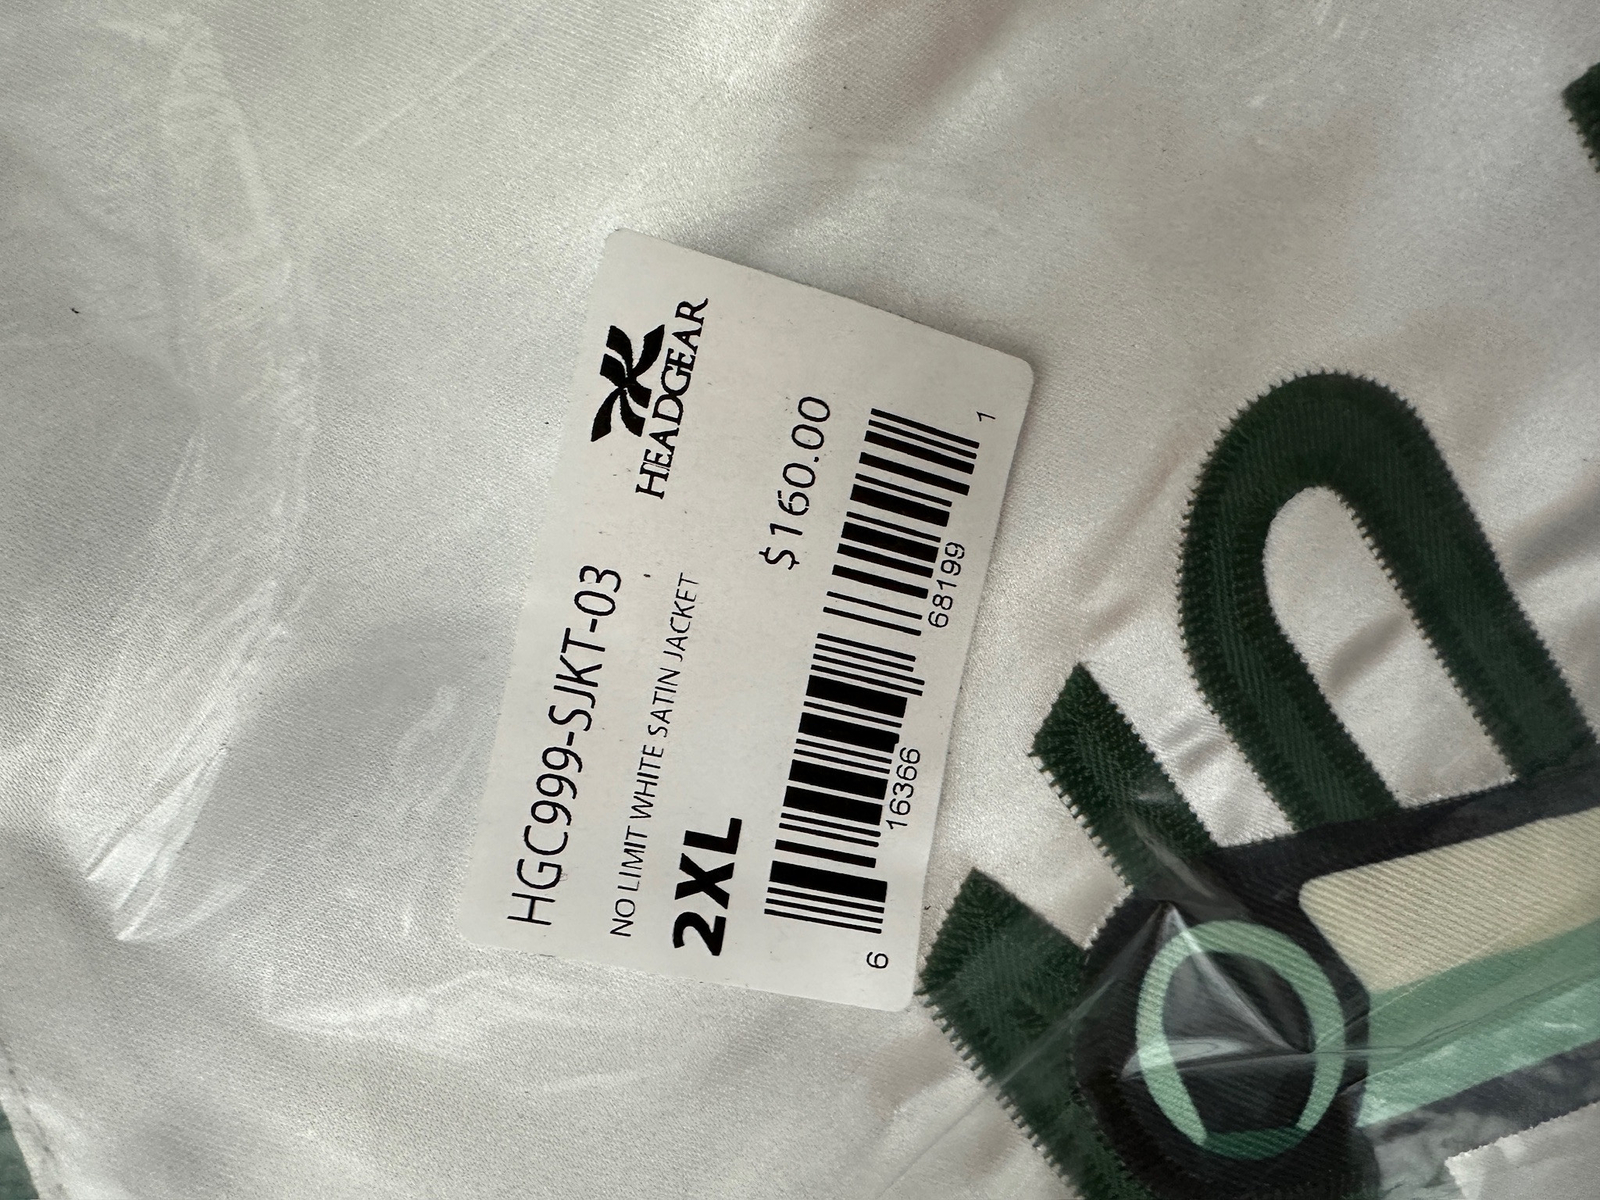 HGC999-SJKT-03
HEADGEAR
NO LIMIT WHITE SATIN JACKET
2XL
$160.00
6 16366 68199 1